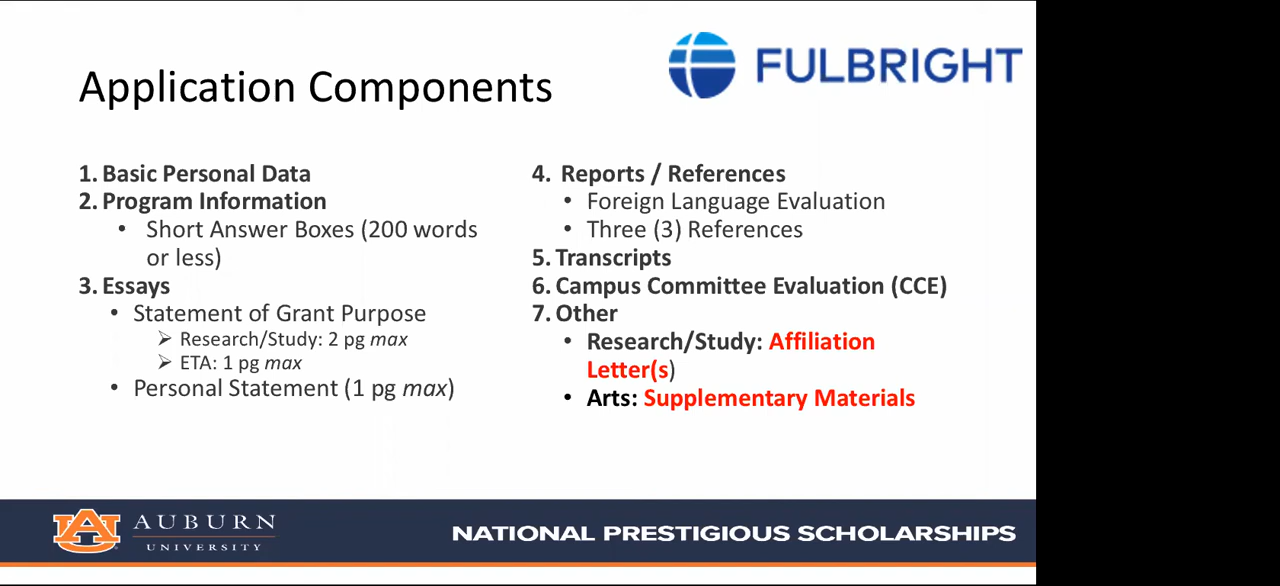 FULBRIGHT
Application Components
1. Basic Personal Data
2. Program Information
• Short Answer Boxes (200 words
or less)
3. Essays
• Statement of Grant Purpose
➢ Research/Study: 2 pg max
➢ ETA: 1 pg max
• Personal Statement (1 pg max)
4. Reports / References
• Foreign Language Evaluation
• Three (3) References
5. Transcripts
6. Campus Committee Evaluation (CCE)
7. Other
• Research/Study: Affiliation
Letter(s)
• Arts: Supplementary Materials
AU
AUBURN
UNIVERSITY
NATIONAL PRESTIGIOUS SCHOLARSHIPS